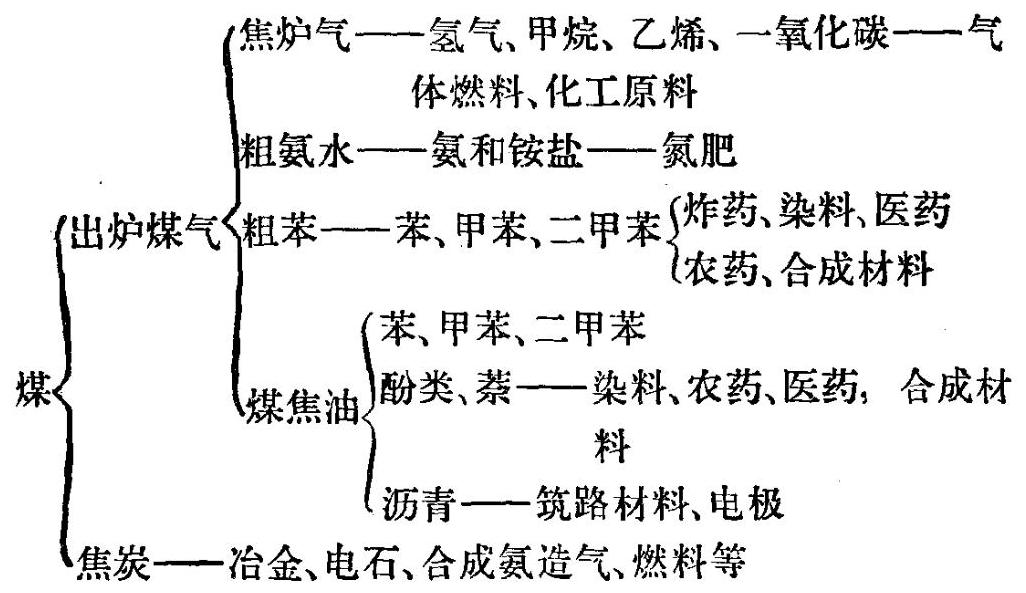 焦炉气——氢气、甲烷、乙烯、一氧化碳——气
体燃料、化工原料
粗氨水——氨和铵盐——氮肥
出炉煤气
粗苯——苯、甲苯、二甲苯
炸药、染料、医药
农药、合成材料
煤
煤焦油
苯、甲苯、二甲苯
酚类、萘——染料、农药、医药, 合成材
料
沥青——筑路材料、电极
焦炭——冶金、电石、合成氨造气、燃料等